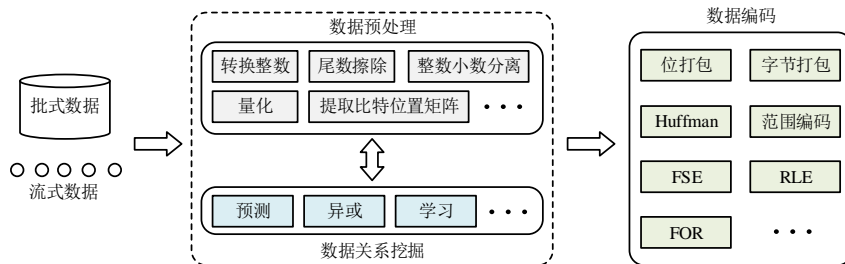 数据预处理
数据编码
转换整数 尾数擦除 整数小数分离
量化 提取比特位置矩阵 ···
批式数据
流式数据
预测 异或 学习 ···
数据关系挖掘
位打包 字节打包
Huffman 范围编码
FSE RLE
FOR ···